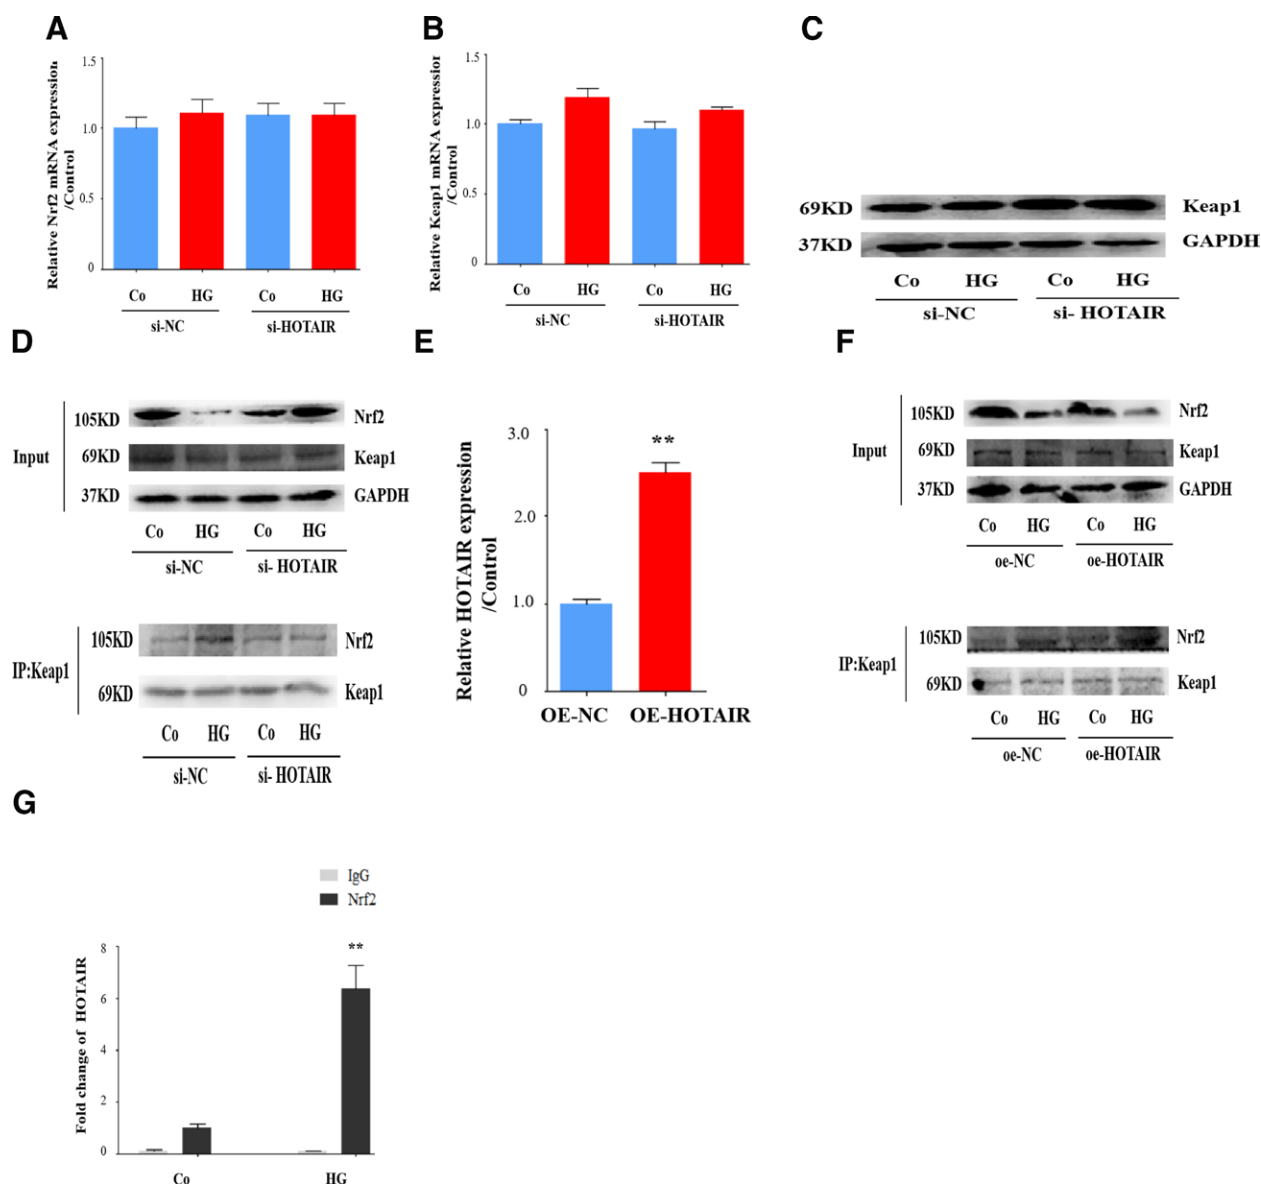 A
Relative Nrf2 mRNA expression
/Control
1.5
1.0
0.5
0
Co HG Co HG
si-NC si-HOTAIR
B
Relative Keap1 mRNA expression
/Control
1.5
1.0
0.5
0
Co HG Co HG
si-NC si-HOTAIR
C
69KD Keap1
37KD GAPDH
Co HG Co HG
si-NC si- HOTAIR
D
Input
105KD Nrf2
69KD Keap1
37KD GAPDH
Co HG Co HG
si-NC si- HOTAIR
IP:Keap1
105KD Nrf2
69KD Keap1
Co HG Co HG
si-NC si- HOTAIR
E
Relative HOTAIR expression
/Control
3.0
2.0
1.0
0
**
OE-NC OE-HOTAIR
F
Input
105KD Nrf2
69KD Keap1
37KD GAPDH
Co HG Co HG
oe-NC oe-HOTAIR
IP:Keap1
105KD Nrf2
69KD Keap1
Co HG Co HG
oe-NC oe-HOTAIR
G
IgG
Nrf2
Fold change of HOTAIR
8
6
4
2
0
**
Co HG